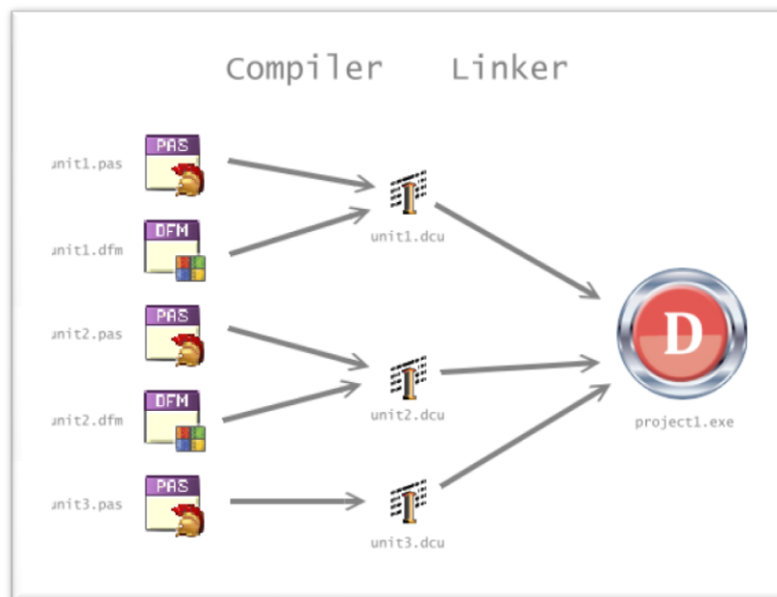 Compiler Linker
unit1.pas
PAS
unit1.dfm
DFM
unit1.dcu
unit2.pas
PAS
unit2.dfm
DFM
unit2.dcu
unit3.pas
PAS
unit3.dcu
D
project1.exe